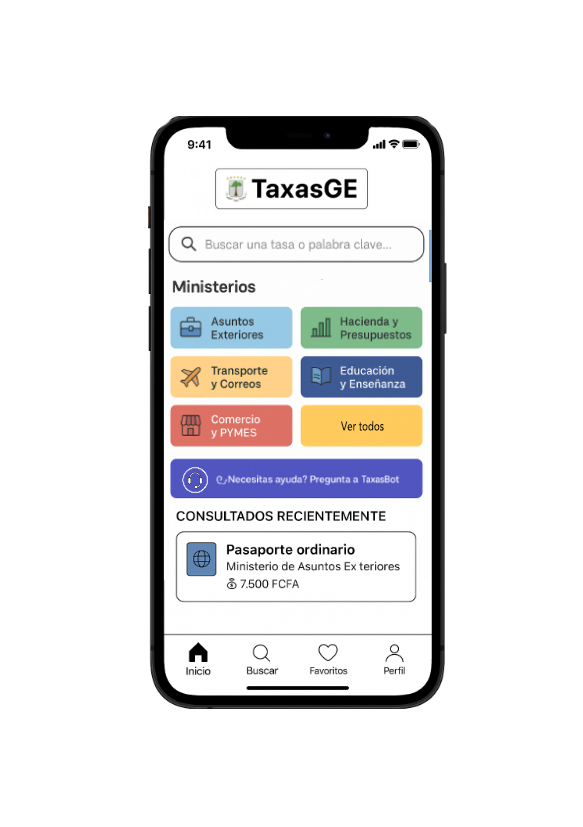 9:41
TaxasGE
Buscar una tasa o palabra clave...
Ministerios
Asuntos
Exteriores
Hacienda y
Presupuestos
Transporte
y Correos
Educación
y Enseñanza
Comercio
y PYMES
Ver todos
¿Necesitas ayuda? Pregunta a TaxasBot
CONSULTADOS RECIENTEMENTE
Pasaporte ordinario
Ministerio de Asuntos Ex teriores
7.500 FCFA
Inicio
Buscar
Favoritos
Perfil